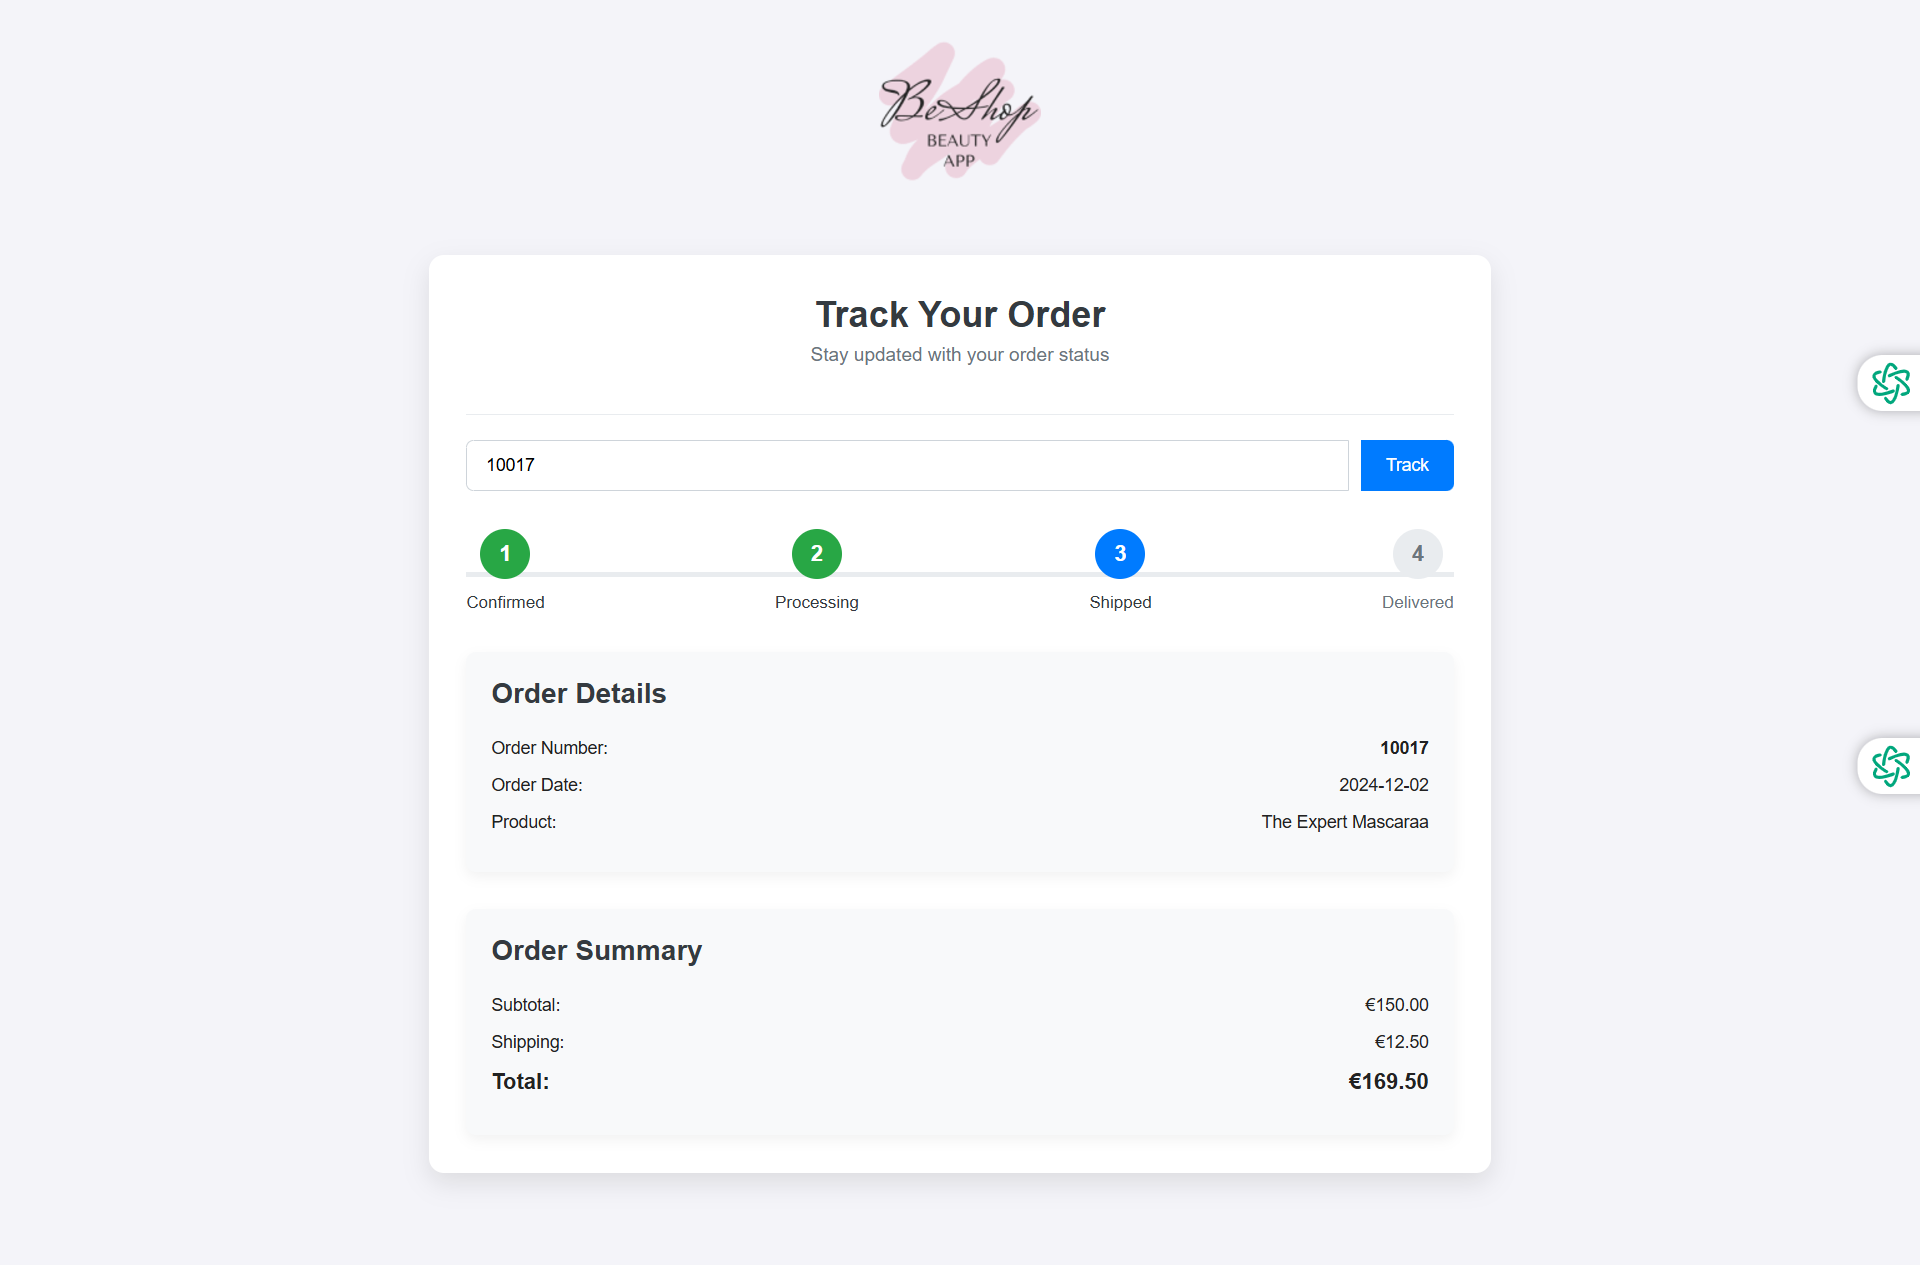 BeShop
BEAUTY
APP
Track Your Order
Stay updated with your order status
10017 Track
1 2 3 4
Confirmed Processing Shipped Delivered
Order Details
Order Number: 10017
Order Date: 2024-12-02
Product: The Expert Mascaraa
Order Summary
Subtotal: €150.00
Shipping: €12.50
Total: €169.50